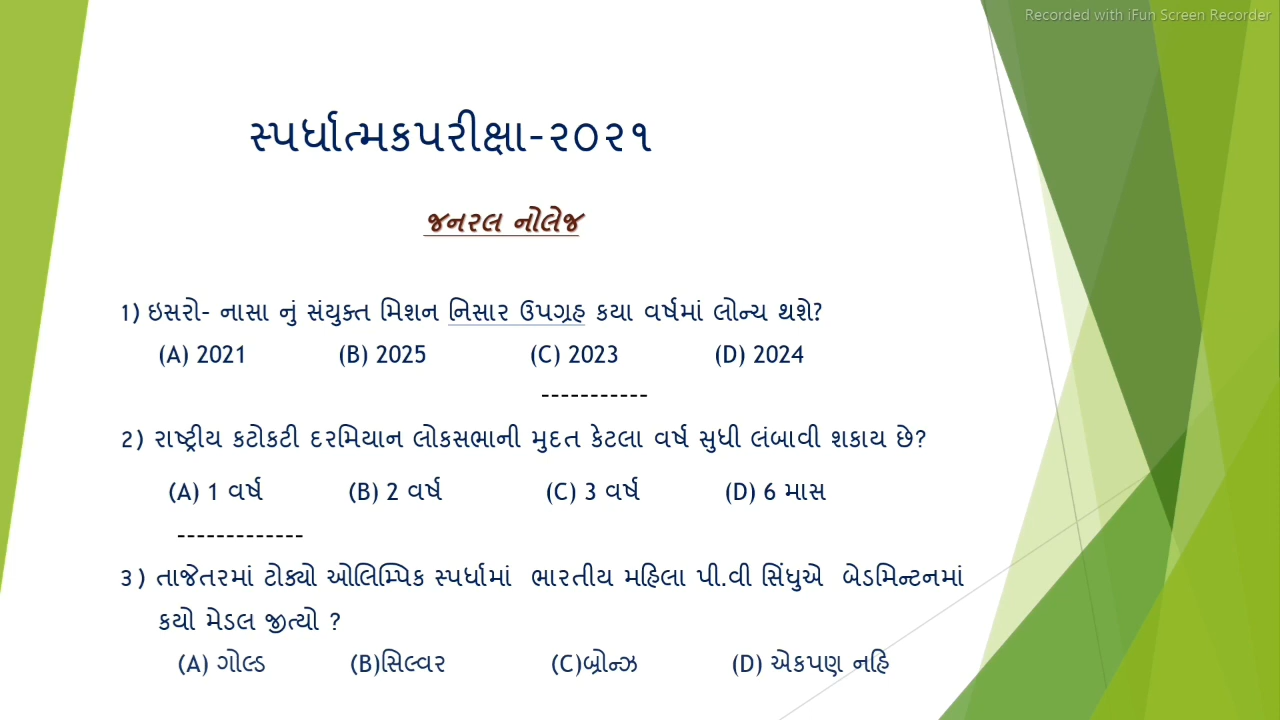 Recorded with iFun Screen Recorder
સ્પર્ધાત્મકપરીક્ષા-૨૦૨૧
જનરલ નોલેજ
1) ઇસરો- નાસા નું સંયુક્ત મિશન નિસાર ઉપગ્રહ કયા વર્ષમાં લોન્ચ થશે?
(A) 2021 (B) 2025 (C) 2023 (D) 2024
-----------
2) રાષ્ટ્રીય કટોકટી દરમિયાન લોકસભાની મુદત કેટલા વર્ષ સુધી લંબાવી શકાય છે?
(A) 1 વર્ષ (B) 2 વર્ષ (C) 3 વર્ષ (D) 6 માસ
-------------
3) તાજેતરમાં ટોક્યો ઓલિમ્પિક સ્પર્ધામાં ભારતીય મહિલા પી.વી સિંધુએ બેડમિન્ટનમાં
કયો મેડલ જીત્યો ?
(A) ગોલ્ડ (B)સિલ્વર (C)બ્રોન્ઝ (D) એકપણ નહિ